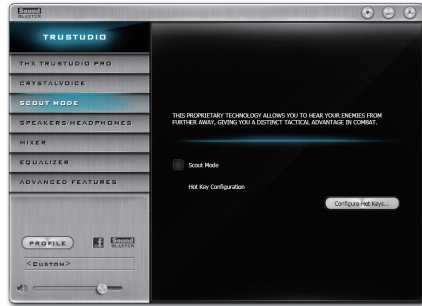 Sound
BLASTER
TRUSTUDIO
THX TRUSTUDIO PRO
CRYSTALVOICE
SCOUT MODE
SPEAKERS/HEADPHONES
MIXER
EQUALIZER
ADVANCED FEATURES
THIS PROPRIETARY TECHNOLOGY ALLOWS YOU TO HEAR YOUR ENEMIES FROM
FURTHER AWAY, GIVING YOU A DISTINCT TACTICAL ADVANTAGE IN COMBAT.
Scout Mode
Hot Key Configuration
Configure Hot Keys...
PROFILE
f
Sound
BLASTER
<CUSTOM>